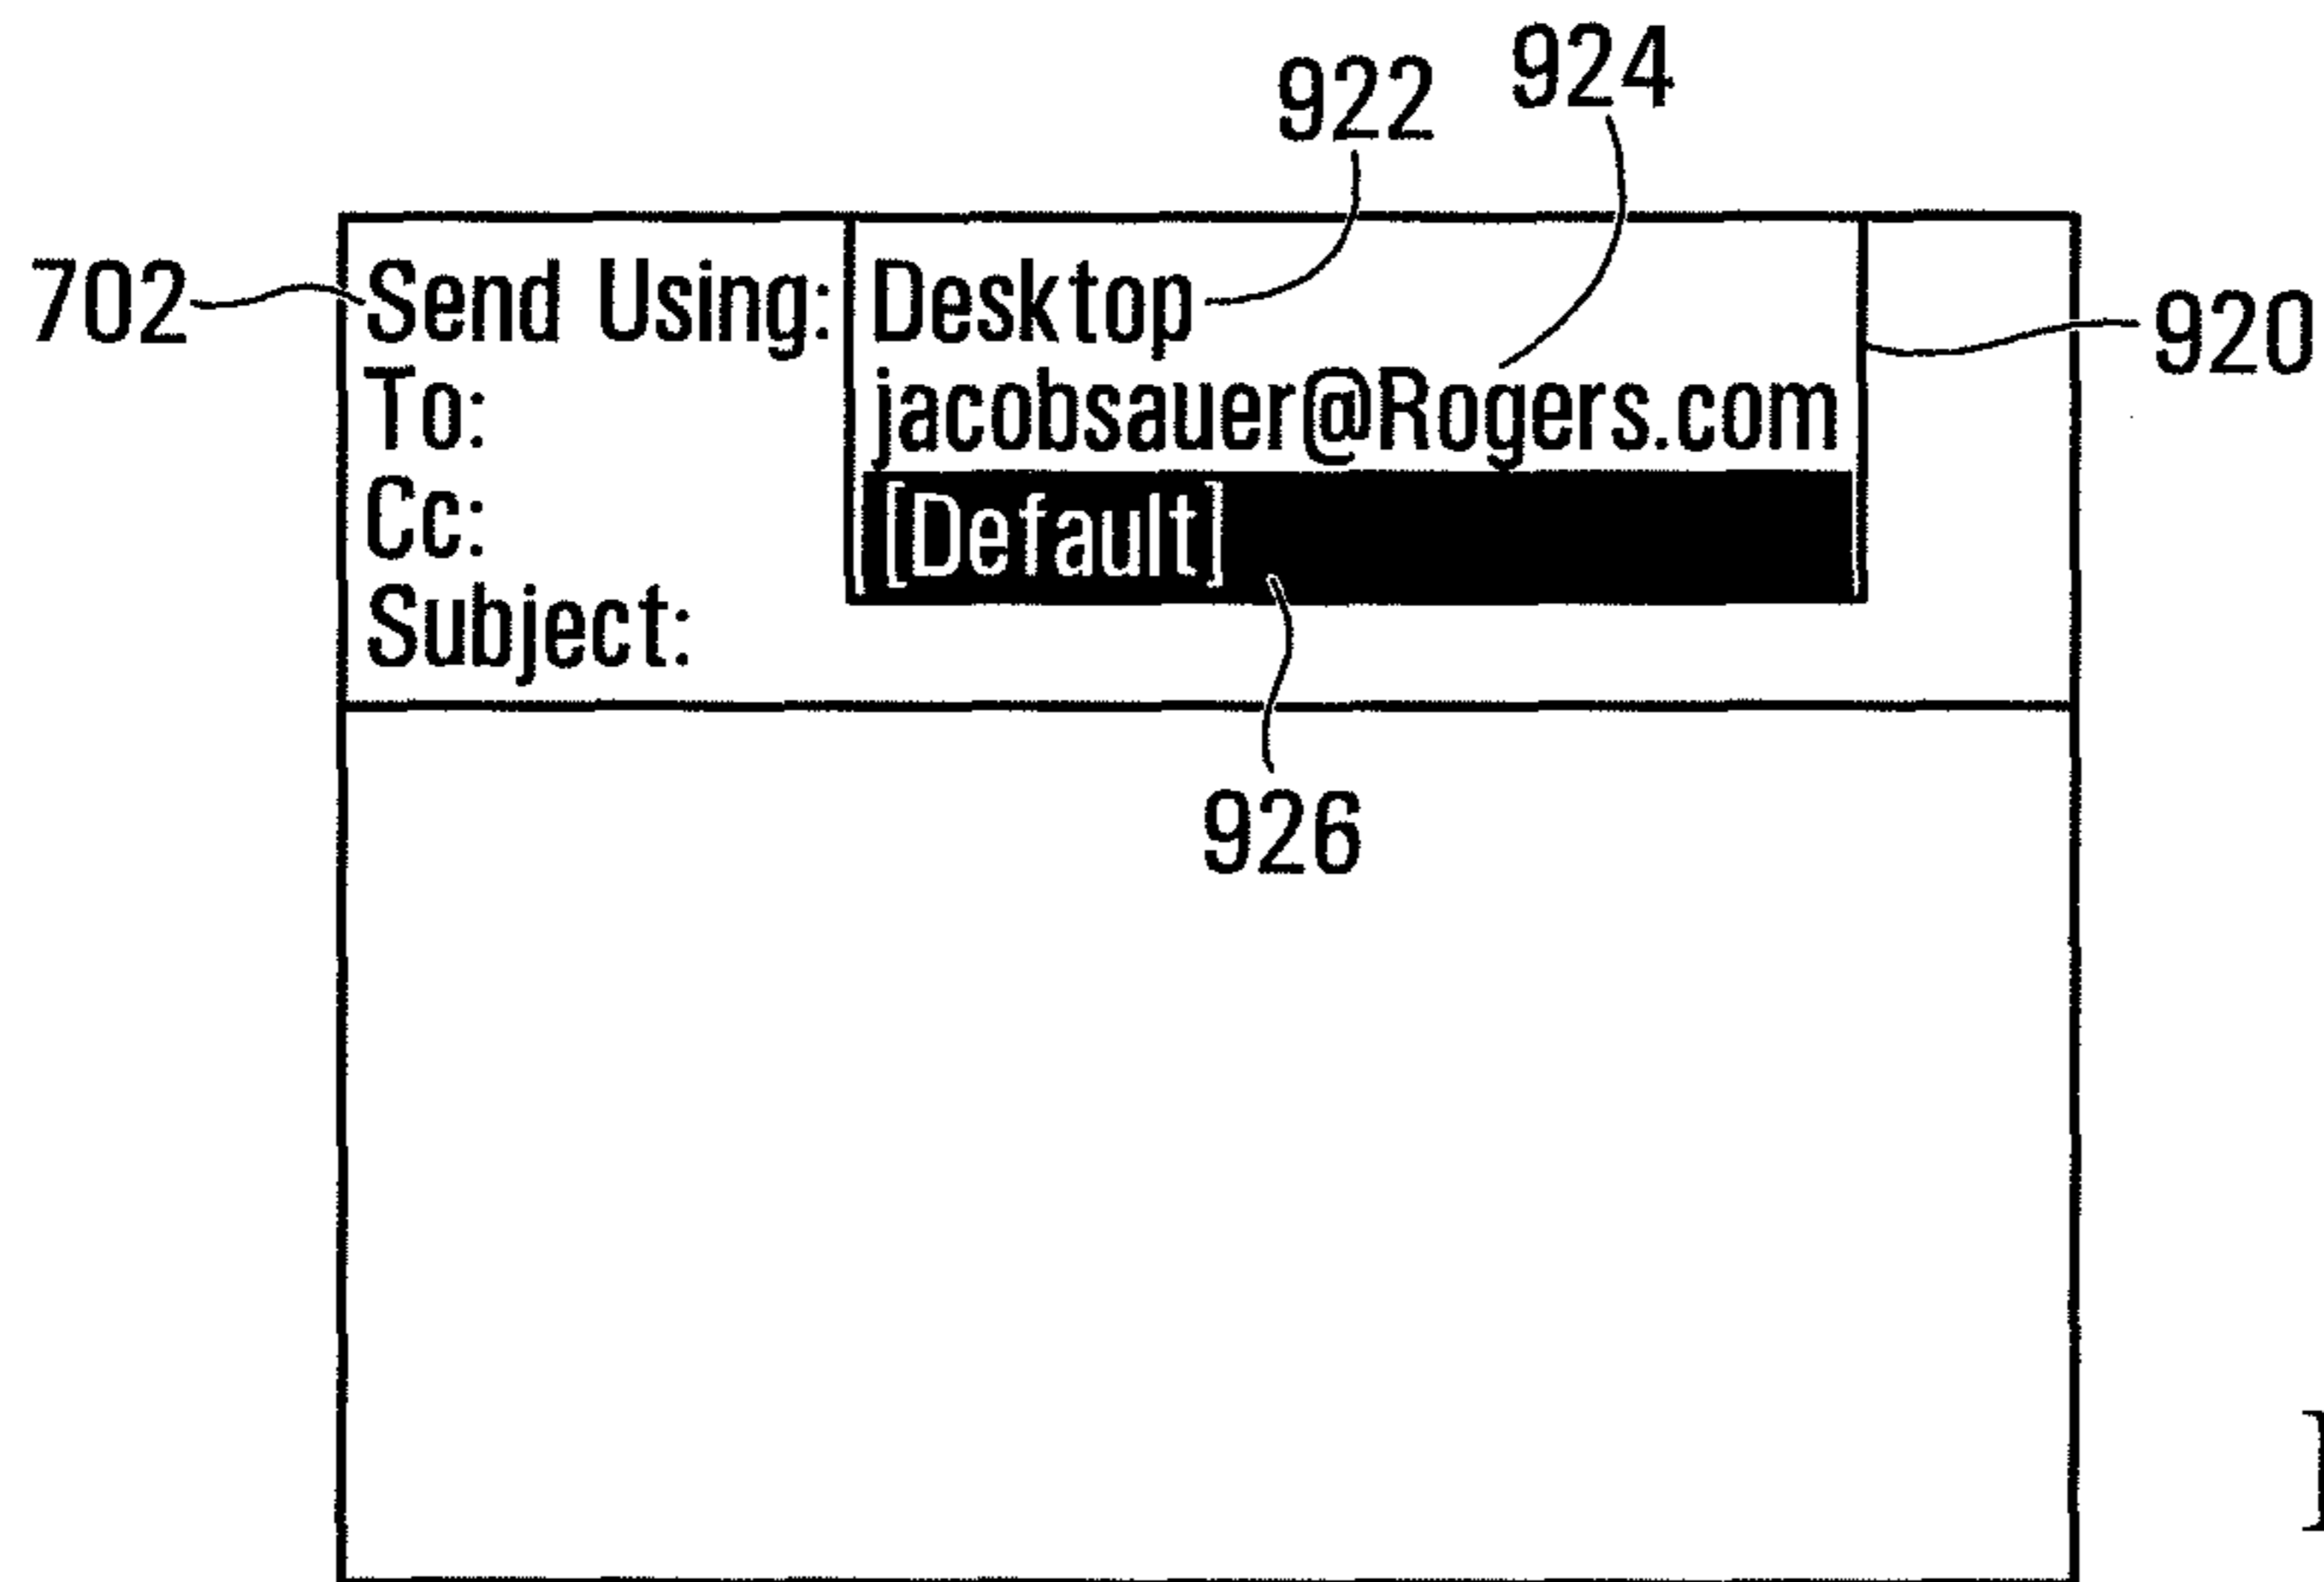 922 924
702 Send Using: Desktop 920
To: jacobsauer@Rogers.com
Cc: [Default]
Subject:
926